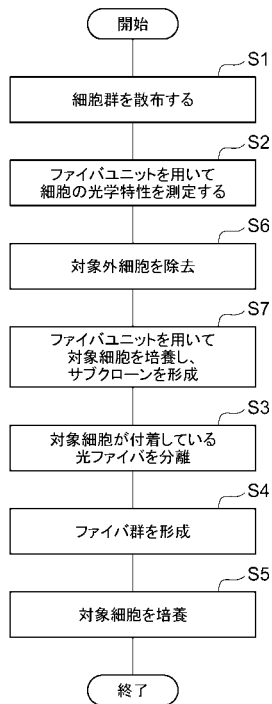 開始
S1
細胞群を散布する
S2
ファイバユニットを用いて
細胞の光学特性を測定する
S6
対象外細胞を除去
S7
ファイバユニットを用いて
対象細胞を培養し、
サブクローンを形成
S3
対象細胞が付着している
光ファイバを分離
S4
ファイバ群を形成
S5
対象細胞を培養
終了